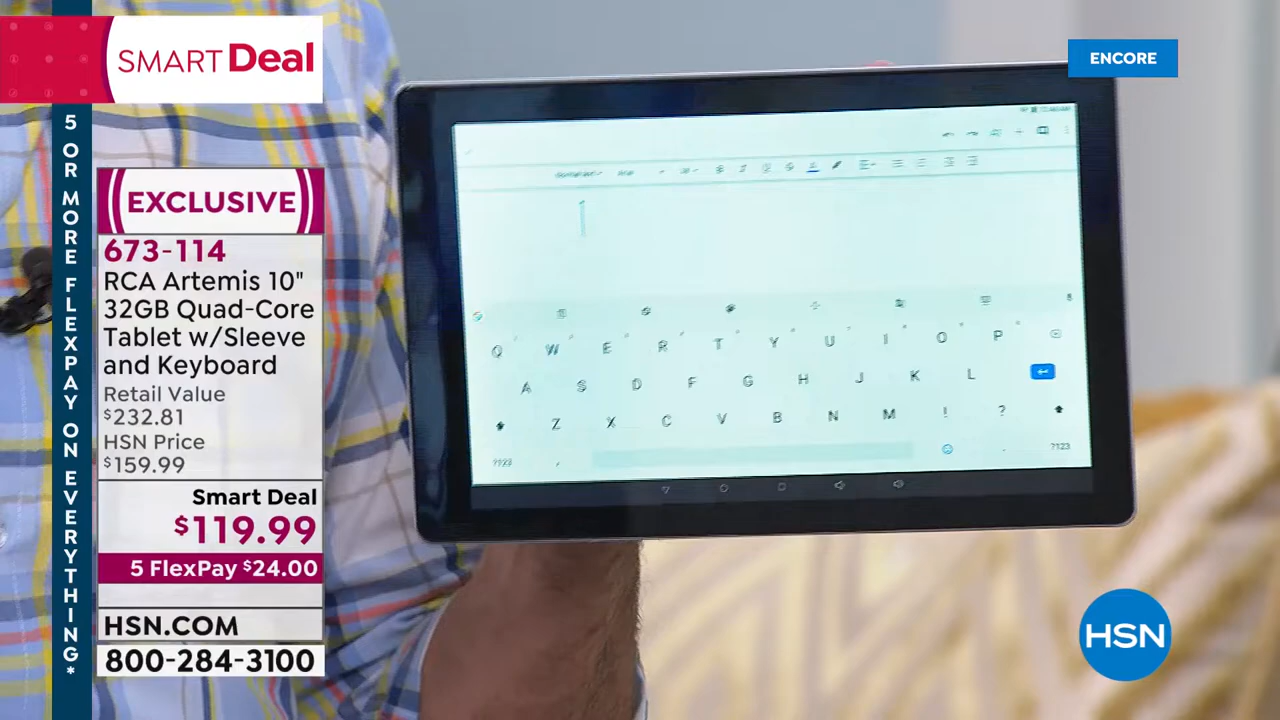 SMART Deal
ENCORE
5 OR MORE FLEXPAY ON EVERYTHING*
EXCLUSIVE
673-114
RCA Artemis 10"
32GB Quad-Core
Tablet w/Sleeve
and Keyboard
Retail Value
$232.81
HSN Price
$159.99
Smart Deal
$119.99
5 FlexPay $24.00
HSN.COM
800-284-3100
Q W E R T Y U I O P
A S D F G H J K L
Z X C V B N M ! ?
?123 , . ?123
HSN